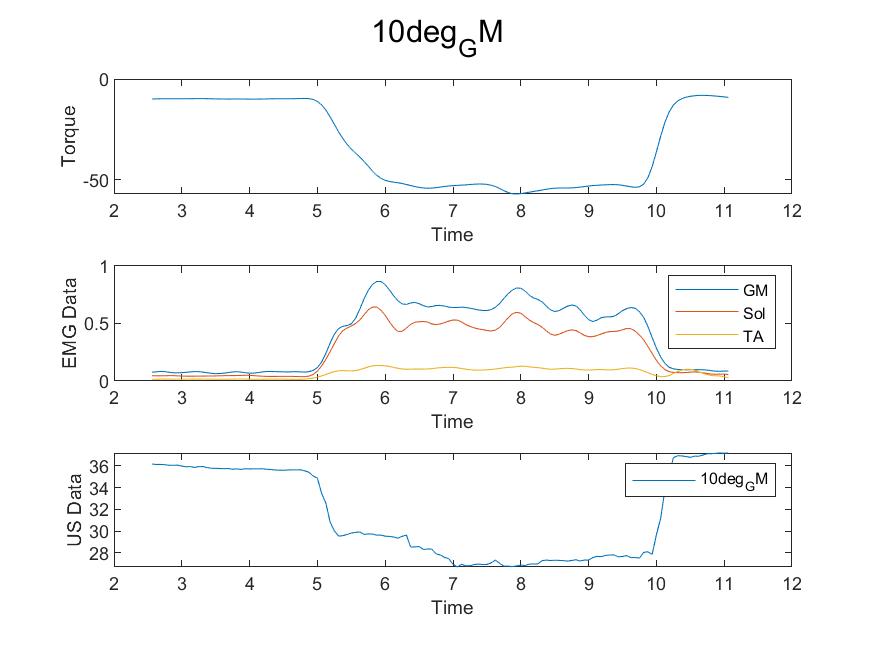 10deg_GM
0
-50
Torque
2 3 4 5 6 7 8 9 10 11 12
Time
1
0.5
0
EMG Data
GM
Sol
TA
2 3 4 5 6 7 8 9 10 11 12
Time
36
34
32
30
28
US Data
10deg_GM
2 3 4 5 6 7 8 9 10 11 12
Time